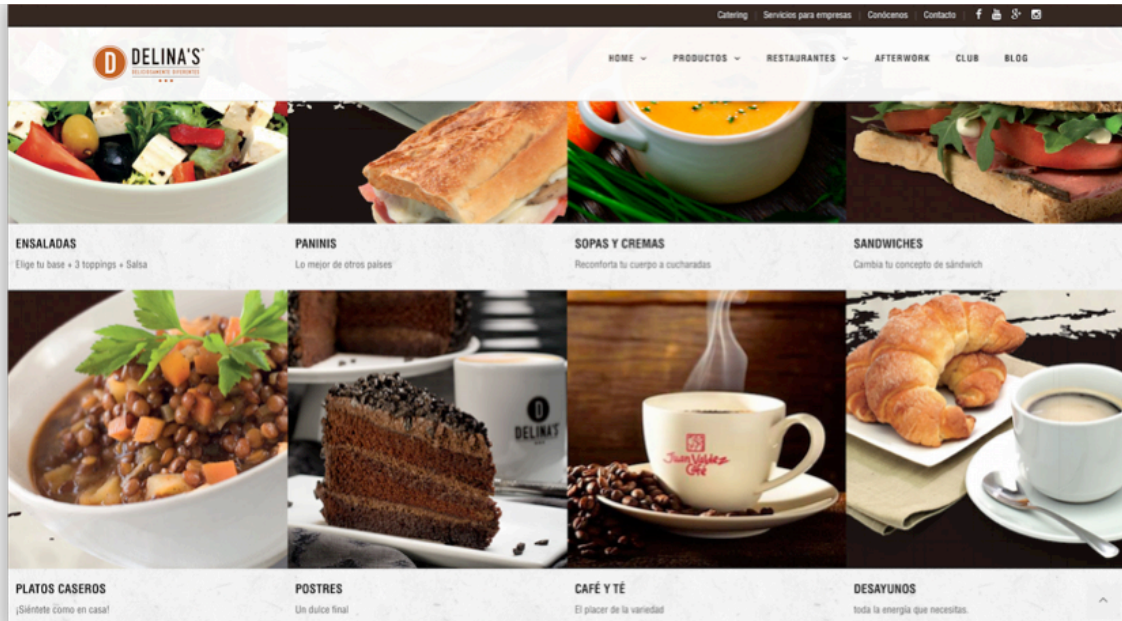 Catering | Servicios para empresas | Conócenos | Contacto
D DELINA'S
DELICIOSAMENTE DIFERENTES
HOME PRODUCTOS RESTAURANTES AFTERWORK CLUB BLOG
ENSALADAS
Elige tu base + 3 toppings + Salsa
PANINIS
Lo mejor de otros países
SOPAS Y CREMAS
Reconforta tu cuerpo a cucharadas
SANDWICHES
Cambia tu concepto de sándwich
D
DELINA'S
Juan Valdez
Café
PLATOS CASEROS
¡Siéntete como en casa!
POSTRES
Un dulce final
CAFÉ Y TÉ
El placer de la variedad
DESAYUNOS
toda la energía que necesitas.